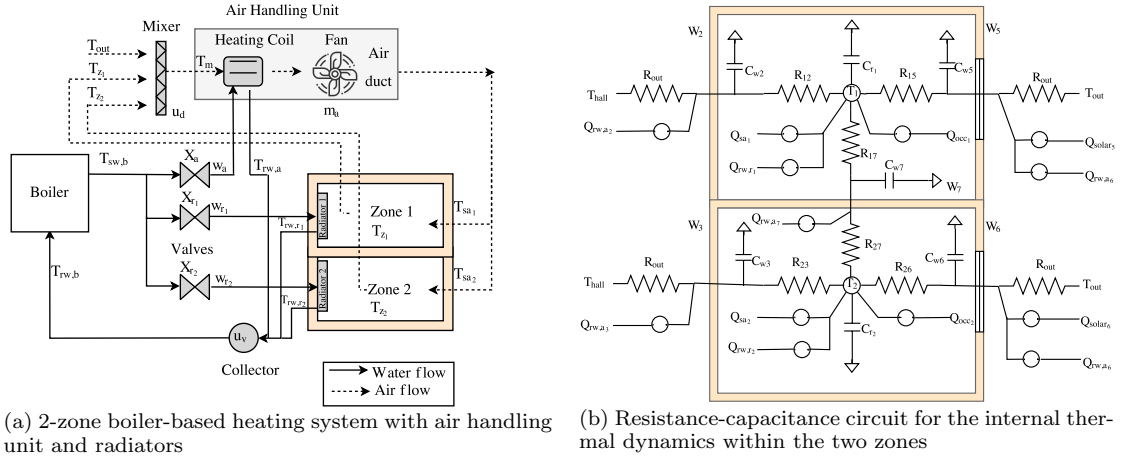 Air Handling Unit
Mixer
Heating Coil
Fan
Air
duct
T_out
T_z1
T_z2
T_m
u_d
m_a
T_sw,b
X_a
w_a
T_rw,a
Boiler
X_r1
w_r1
Valves
X_r2
w_r2
T_rw,r1
T_rw,r2
Radiator 1
Zone 1
T_z1
Radiator 2
Zone 2
T_z2
T_sa1
T_sa2
T_rw,b
u_v
Collector
Water flow
Air flow
(a) 2-zone boiler-based heating system with air handling
unit and radiators
W_2
W_5
C_w2
C_r1
C_w5
R_out
R_12
T_1
R_15
R_out
T_hall
T_out
Q_rw,a2
Q_sa1
Q_occ1
Q_solar5
Q_rw,r1
R_17
Q_rw,a6
C_w7
W_7
W_3
Q_rw,a7
W_6
C_w3
R_27
C_w6
R_out
R_23
R_26
R_out
T_hall
T_2
T_out
Q_rw,a3
Q_sa2
Q_occ2
Q_solar6
C_r2
Q_rw,r2
Q_rw,a6
(b) Resistance-capacitance circuit for the internal ther-
mal dynamics within the two zones